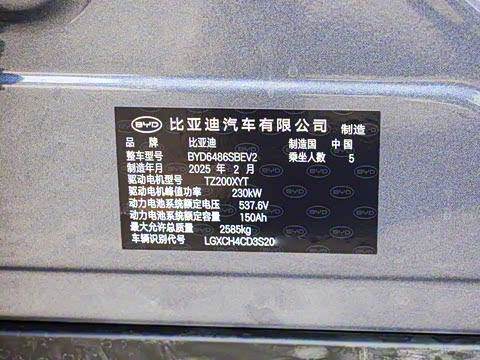 BYD 比亚迪汽车有限公司 制造
品牌 比亚迪 制造国 中国
整车型号 BYD6486SBEV2 乘坐人数 5
制造年月 2025 年 2 月
驱动电机型号 TZ200XYT
驱动电机峰值功率 230kW
动力电池系统额定电压 537.6V
动力电池系统额定容量 150Ah
最大允许总质量 2585kg
车辆识别代号 LGXCH4CD3S20